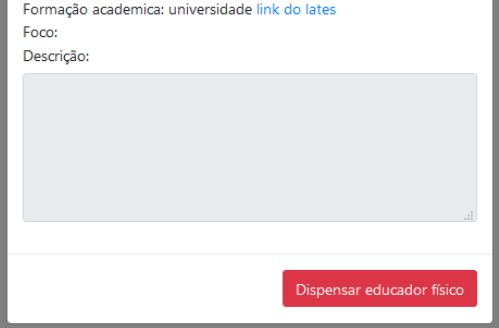 Formação academica: universidade link do lates
Foco:
Descrição:
Dispensar educador físico